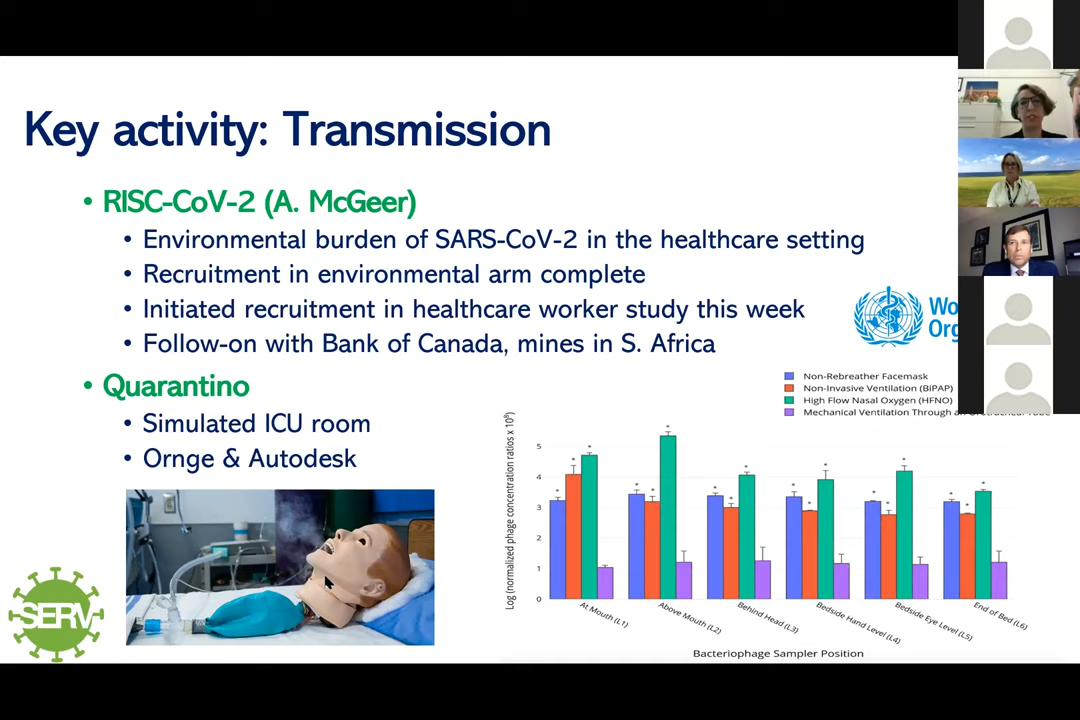 Key activity: Transmission
• RISC-CoV-2 (A. McGeer)
• Environmental burden of SARS-CoV-2 in the healthcare setting
• Recruitment in environmental arm complete
• Initiated recruitment in healthcare worker study this week
• Follow-on with Bank of Canada, mines in S. Africa
• Quarantino
• Simulated ICU room
• Ornge & Autodesk
SERV
Wo
Org
Non-Rebreather Facemask
Non-Invasive Ventilation (BiPAP)
High Flow Nasal Oxygen (HFNO)
Mechanical Ventilation Through
Log (normalized phage concentration ratios x 10⁸)
5
4
3
2
1
0
At Mouth (L1)
Above Mouth (L2)
Behind Head (L3)
Bedside Hand Level (L4)
Bedside Eye Level (L5)
End of Bed (L6)
Bacteriophage Sampler Position